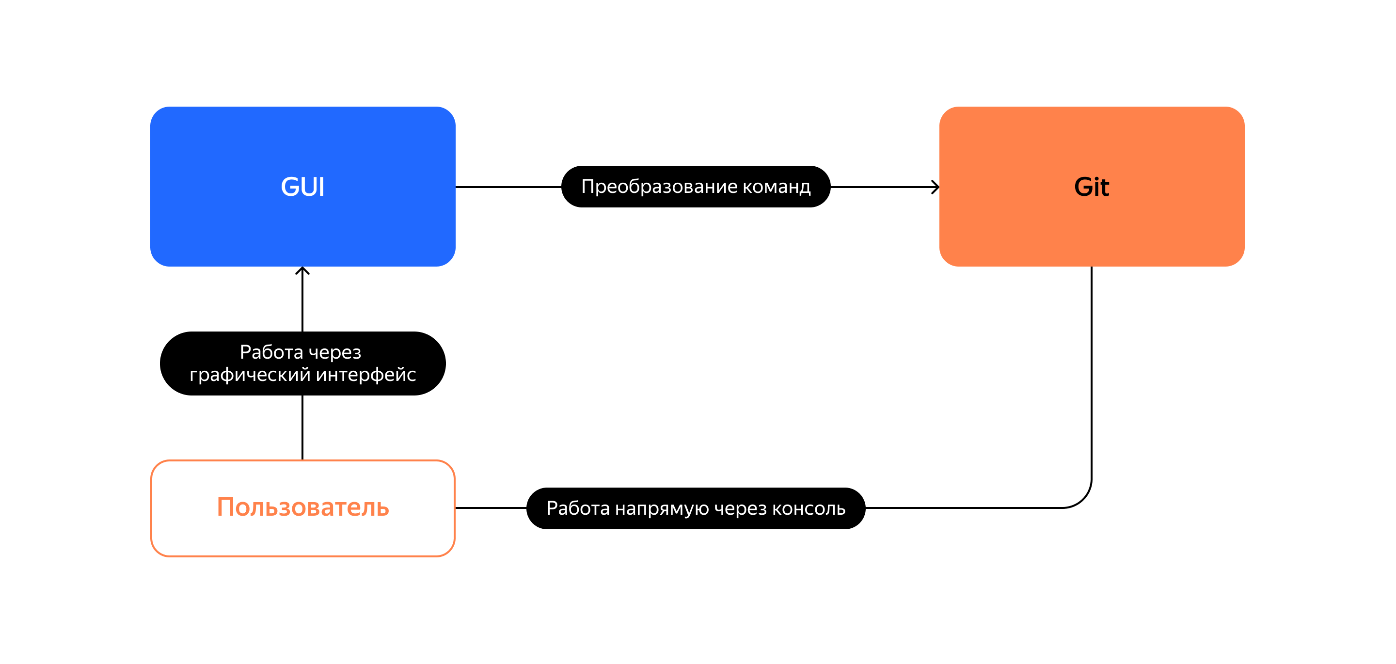 GUI
Преобразование команд
Git
Работа через
графический интерфейс
Пользователь
Работа напрямую через консоль